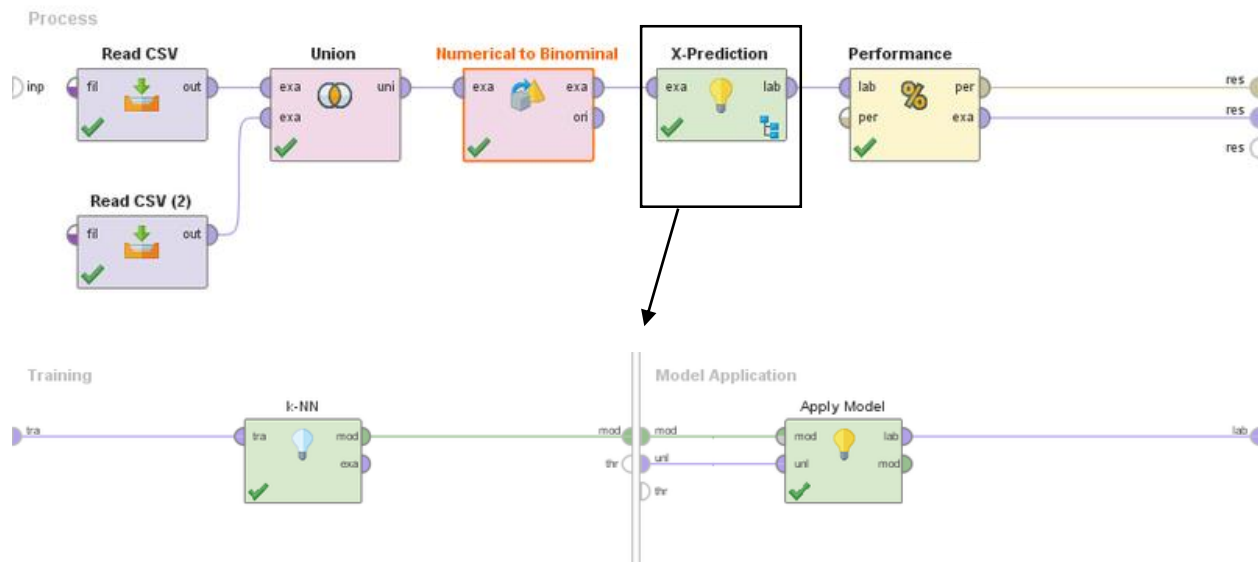 Process
Read CSV
Union
Numerical to Binominal
X-Prediction
Performance
inp
fil
out
exa
uni
exa
exa
exa
ori
exa
lab
lab
per
per
exa
res
res
res
Read CSV (2)
fil
out
Training
Model Application
k-NN
Apply Model
tra
tra
mod
exa
mod
thr
mod
unl
thr
mod
unl
lab
mod
lab